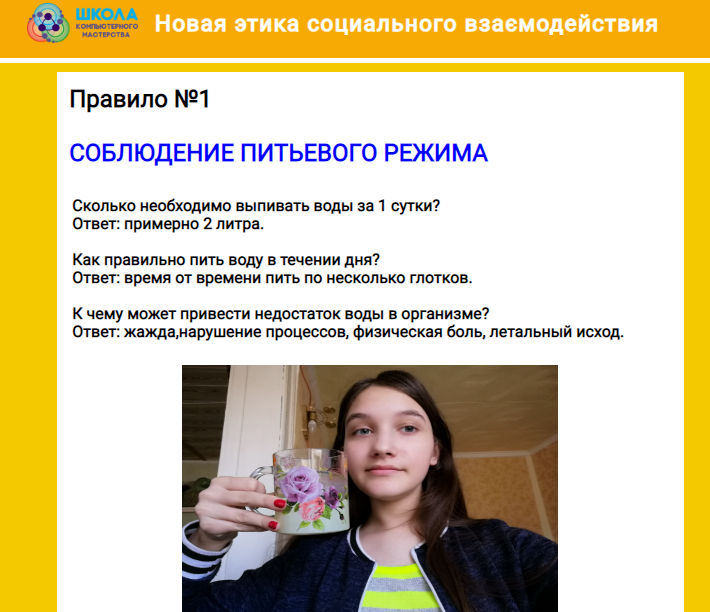 ШКОЛА
КОМПЬЮТЕРНОГО
МАСТЕРСТВА
Новая этика социального взаємодействия
Правило №1
СОБЛЮДЕНИЕ ПИТЬЕВОГО РЕЖИМА
Сколько необходимо выпивать воды за 1 сутки?
Ответ: примерно 2 литра.
Как правильно пить воду в течении дня?
Ответ: время от времени пить по несколько глотков.
К чему может привести недостаток воды в организме?
Ответ: жажда,нарушение процессов, физическая боль, летальный исход.